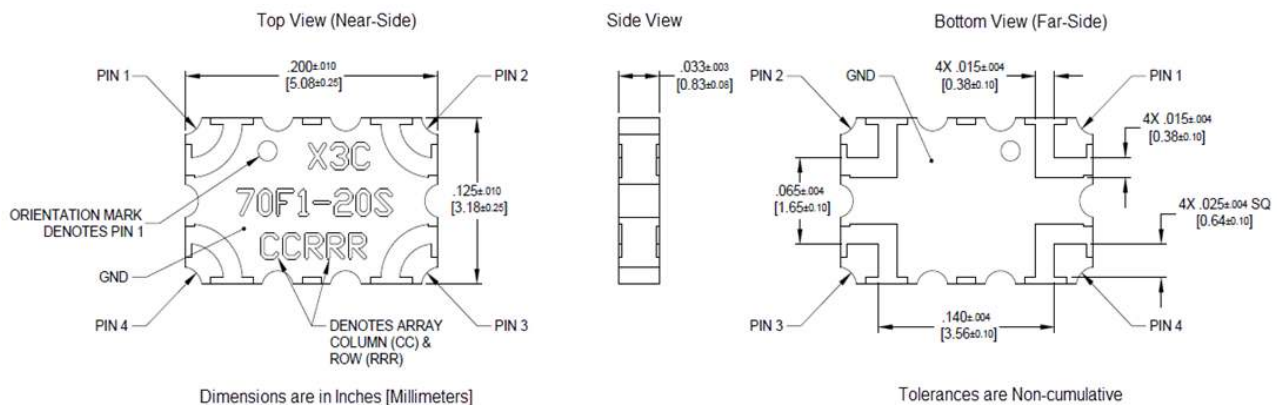 Top View (Near-Side)
Side View
Bottom View (Far-Side)
PIN 1
.200±.010
[5.08±0.25]
PIN 2
.033±.003
[0.83±0.08]
PIN 2
GND
4X .015±.004
[0.38±0.10]
PIN 1
4X .015±.004
[0.38±0.10]
X3C
70F1-20S
CCRRR
.125±.010
[3.18±0.25]
.065±.004
[1.65±0.10]
4X .025±.004 SQ
[0.64±0.10]
ORIENTATION MARK
DENOTES PIN 1
GND
PIN 4
DENOTES ARRAY
COLUMN (CC) &
ROW (RRR)
PIN 3
PIN 3
.140±.004
[3.56±0.10]
PIN 4
Dimensions are in Inches [Millimeters]
Tolerances are Non-cumulative